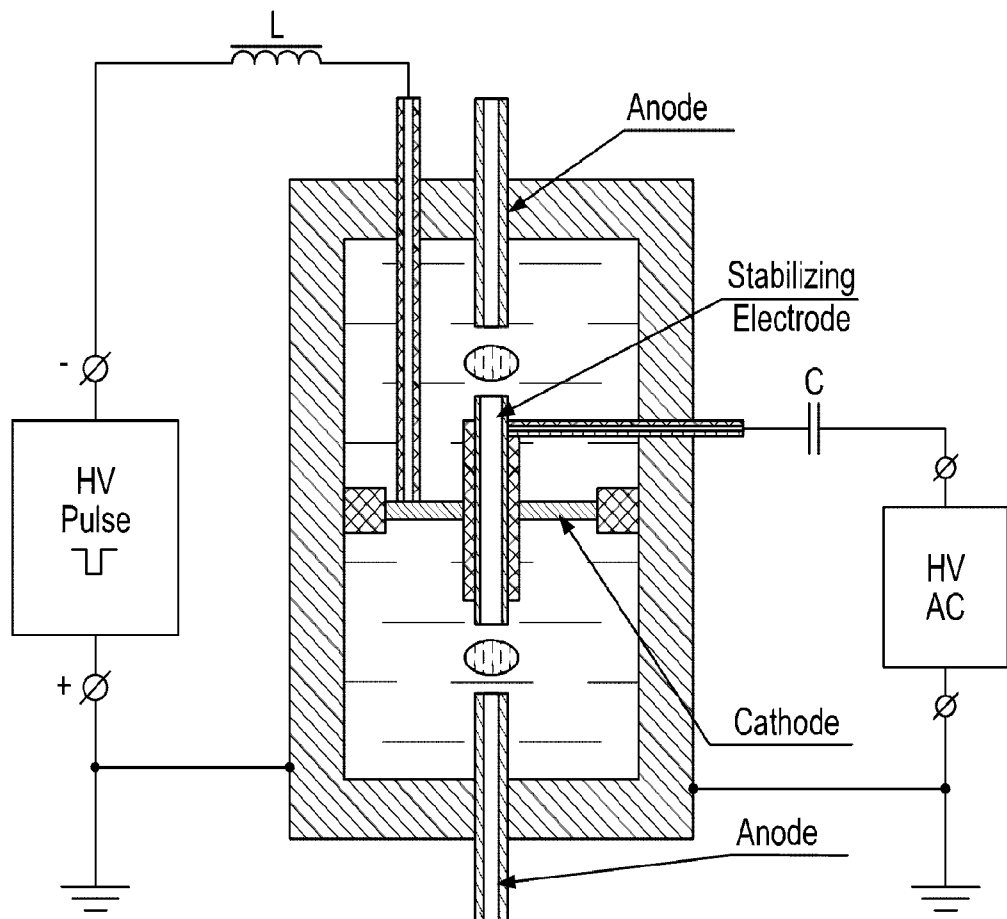 L
Anode
Stabilizing
Electrode
C
-
HV
Pulse
+
HV
AC
Cathode
Anode